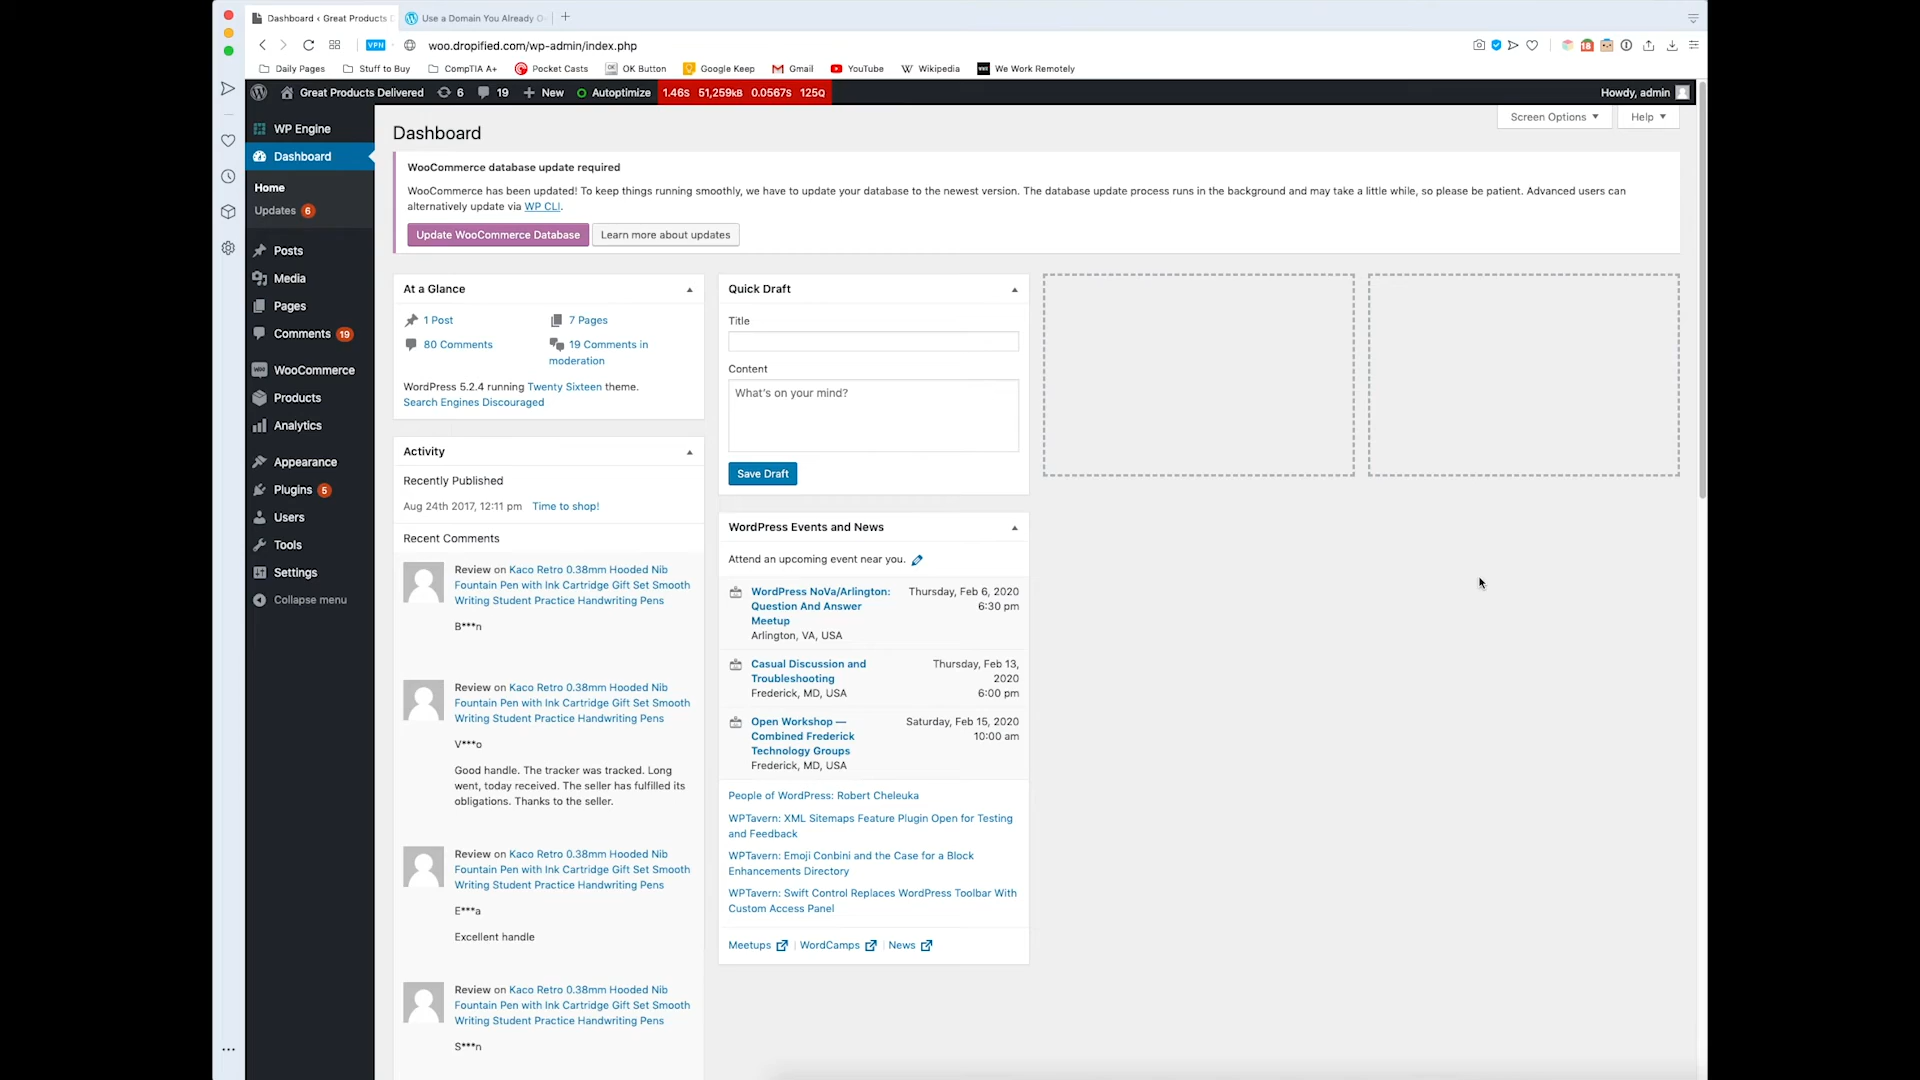 Dashboard ‹ Great Products D
Use a Domain You Already O
VPN
woo.dropified.com/wp-admin/index.php
18
Daily Pages
Stuff to Buy
CompTIA A+
Pocket Casts
OK Button
Google Keep
Gmail
YouTube
Wikipedia
We Work Remotely
Great Products Delivered
6
19
New
Autoptimize
1.46S 51,259kB 0.0567S 125Q
Howdy, admin
WP Engine
Dashboard
Home
Updates 6
Posts
Media
Pages
Comments 19
WooCommerce
Products
Analytics
Appearance
Plugins 5
Users
Tools
Settings
Collapse menu
Dashboard
Screen Options
Help
WooCommerce database update required
WooCommerce has been updated! To keep things running smoothly, we have to update your database to the newest version. The database update process runs in the background and may take a little while, so please be patient. Advanced users can
alternatively update via WP CLI.
Update WooCommerce Database
Learn more about updates
At a Glance
1 Post
7 Pages
80 Comments
19 Comments in
moderation
WordPress 5.2.4 running Twenty Sixteen theme.
Search Engines Discouraged
Activity
Recently Published
Aug 24th 2017, 12:11 pm Time to shop!
Recent Comments
Review on Kaco Retro 0.38mm Hooded Nib
Fountain Pen with Ink Cartridge Gift Set Smooth
Writing Student Practice Handwriting Pens
B***n
Review on Kaco Retro 0.38mm Hooded Nib
Fountain Pen with Ink Cartridge Gift Set Smooth
Writing Student Practice Handwriting Pens
V***o
Good handle. The tracker was tracked. Long
went, today received. The seller has fulfilled its
obligations. Thanks to the seller.
Review on Kaco Retro 0.38mm Hooded Nib
Fountain Pen with Ink Cartridge Gift Set Smooth
Writing Student Practice Handwriting Pens
E***a
Excellent handle
Review on Kaco Retro 0.38mm Hooded Nib
Fountain Pen with Ink Cartridge Gift Set Smooth
Writing Student Practice Handwriting Pens
S***n
Quick Draft
Title
Content
What's on your mind?
Save Draft
WordPress Events and News
Attend an upcoming event near you.
WordPress NoVa/Arlington:
Question And Answer
Meetup
Arlington, VA, USA
Thursday, Feb 6, 2020
6:30 pm
Casual Discussion and
Troubleshooting
Frederick, MD, USA
Thursday, Feb 13,
2020
6:00 pm
Open Workshop —
Combined Frederick
Technology Groups
Frederick, MD, USA
Saturday, Feb 15, 2020
10:00 am
People of WordPress: Robert Cheleuka
WPTavern: XML Sitemaps Feature Plugin Open for Testing
and Feedback
WPTavern: Emoji Conbini and the Case for a Block
Enhancements Directory
WPTavern: Swift Control Replaces WordPress Toolbar With
Custom Access Panel
Meetups | WordCamps | News